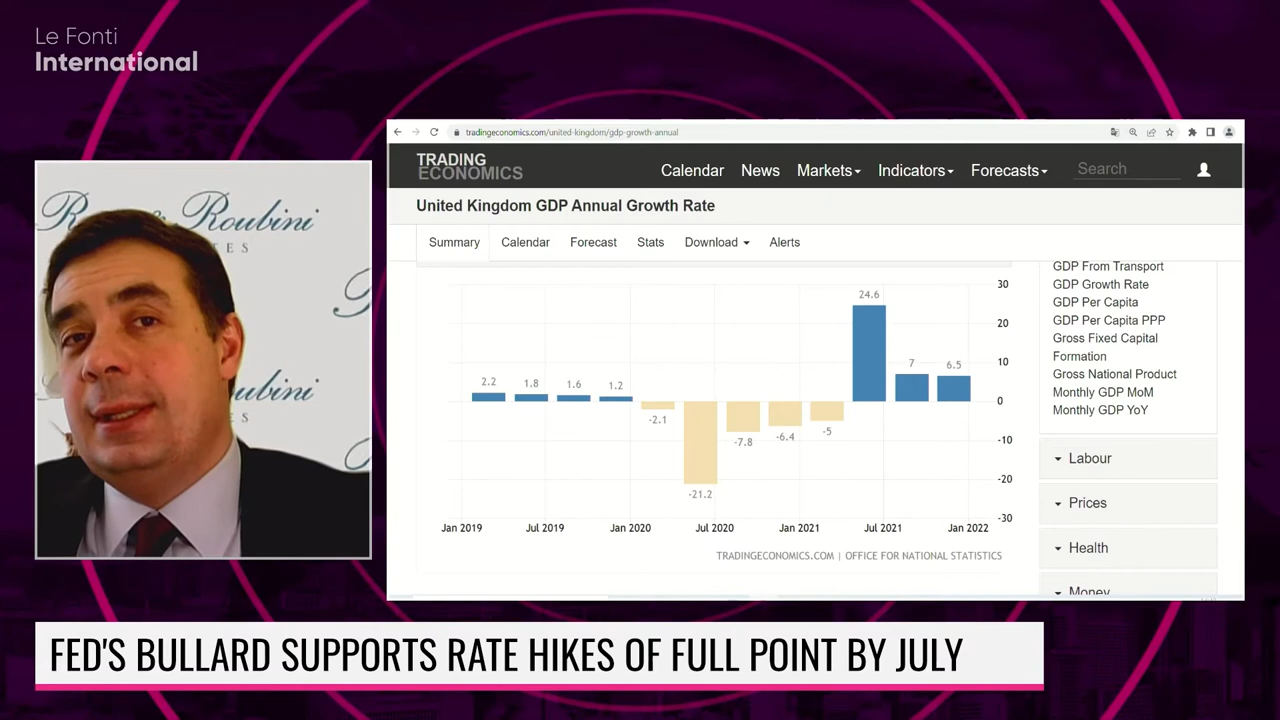 Le Fonti
International
Roubini
Roubini
tradingeconomics.com/united-kingdom/gdp-growth-annual
TRADING
ECONOMICS
Calendar
News
Markets
Indicators
Forecasts
Search
United Kingdom GDP Annual Growth Rate
Summary
Calendar
Forecast
Stats
Download
Alerts
24.6
2.2
1.8
1.6
1.2
-2.1
-21.2
-7.8
-6.4
-5
7
6.5
30
20
10
0
-10
-20
-30
Jan 2019
Jul 2019
Jan 2020
Jul 2020
Jan 2021
Jul 2021
Jan 2022
TRADINGECONOMICS.COM | OFFICE FOR NATIONAL STATISTICS
GDP From Transport
GDP Growth Rate
GDP Per Capita
GDP Per Capita PPP
Gross Fixed Capital
Formation
Gross National Product
Monthly GDP MoM
Monthly GDP YoY
Labour
Prices
Health
Money
FED'S BULLARD SUPPORTS RATE HIKES OF FULL POINT BY JULY